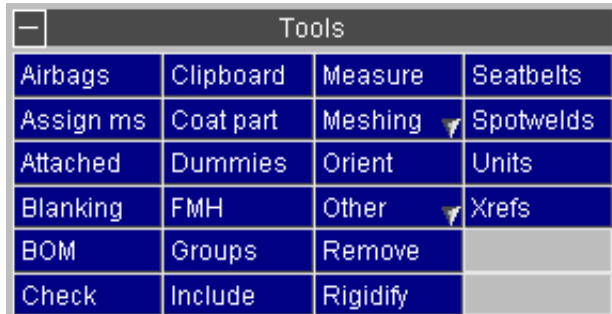 Tools
Airbags Clipboard Measure Seatbelts
Assign ms Coat part Meshing Spotwelds
Attached Dummies Orient Units
Blanking FMH Other Xrefs
BOM Groups Remove
Check Include Rigidify